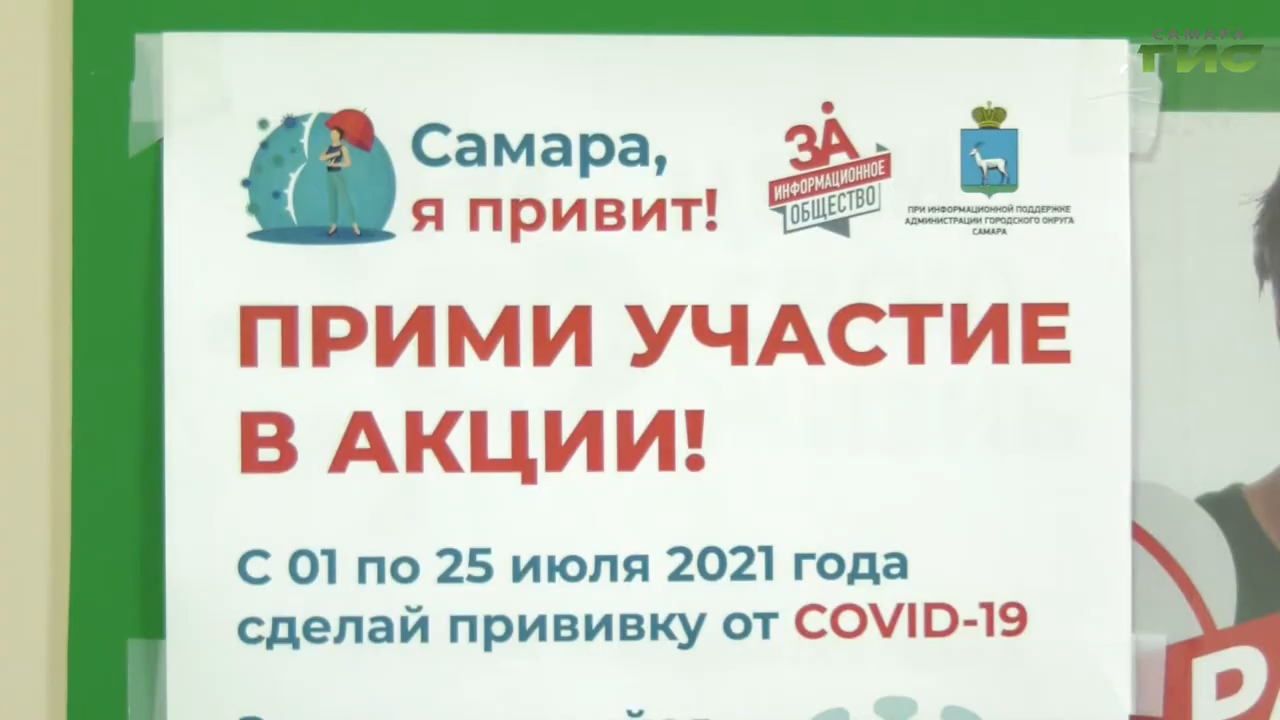 САМАРА
ГИС
Самара,
я привит!
ЗА
ИНФОРМАЦИОННОЕ
ОБЩЕСТВО
ПРИ ИНФОРМАЦИОННОЙ ПОДДЕРЖКЕ
АДМИНИСТРАЦИИ ГОРОДСКОГО ОКРУГА
САМАРА
ПРИМИ УЧАСТИЕ
В АКЦИИ!
С 01 по 25 июля 2021 года
сделай прививку от COVID-19